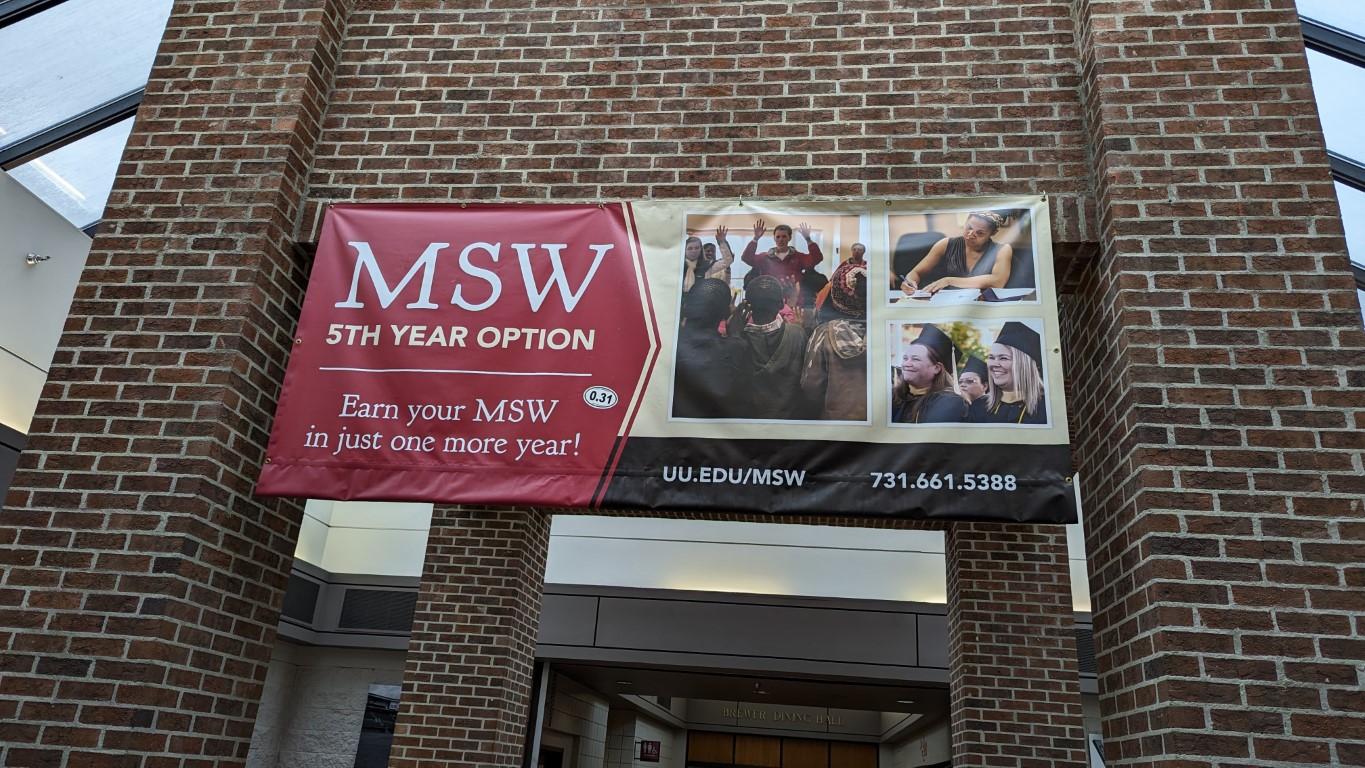 MSW
5TH YEAR OPTION
Earn your MSW
in just one more year!
0.31
UU.EDU/MSW 731.661.5388
BREWER DINING HALL